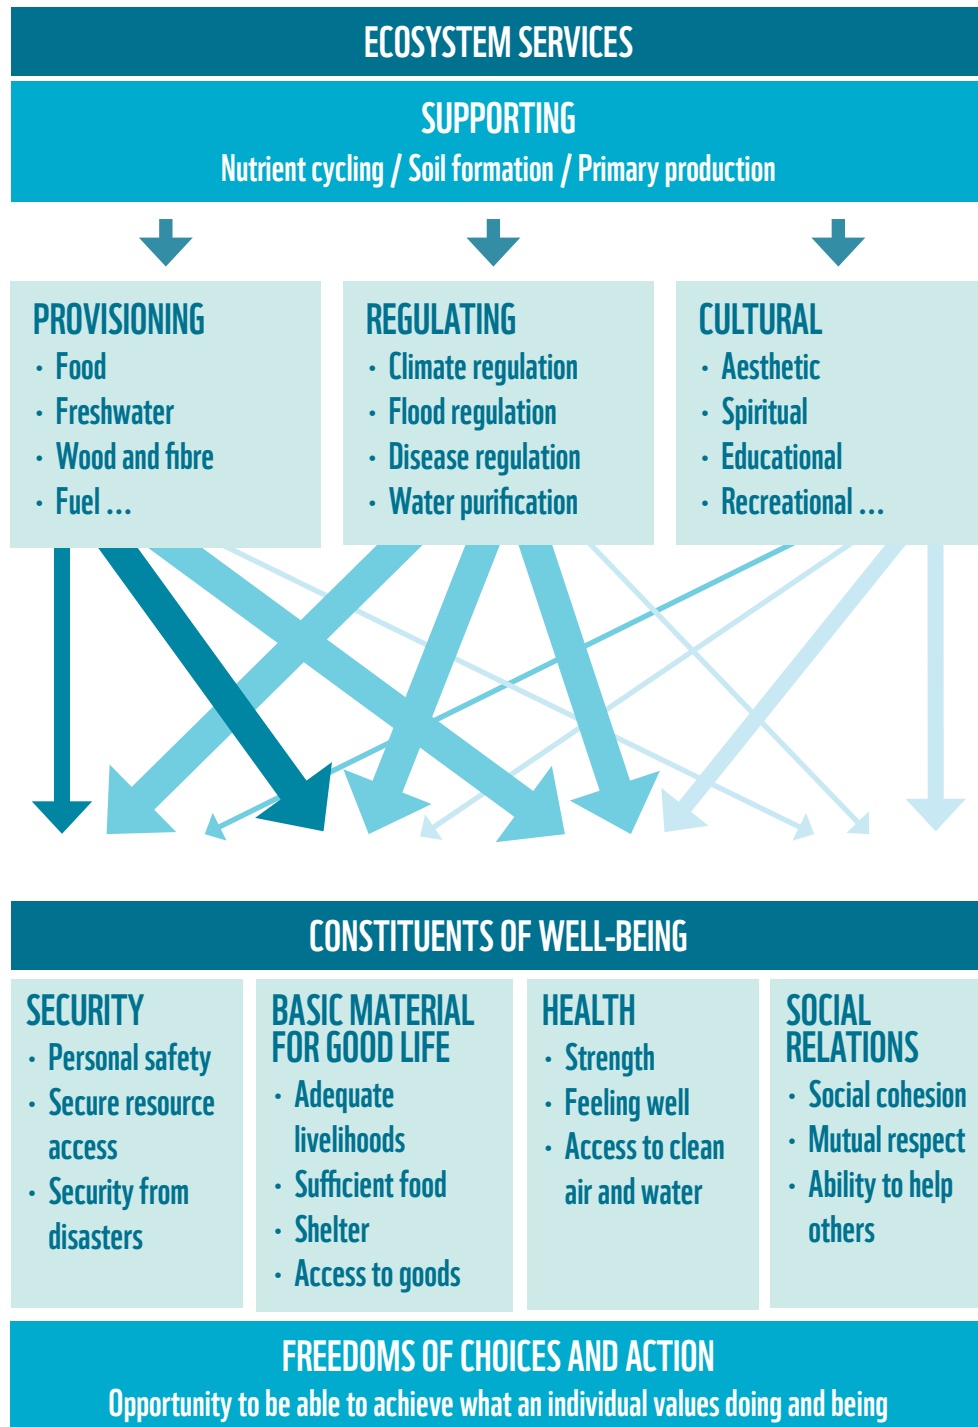 ECOSYSTEM SERVICES
SUPPORTING
Nutrient cycling / Soil formation / Primary production
PROVISIONING
· Food
· Freshwater
· Wood and fibre
· Fuel ...
REGULATING
· Climate regulation
· Flood regulation
· Disease regulation
· Water purification
CULTURAL
· Aesthetic
· Spiritual
· Educational
· Recreational ...
CONSTITUENTS OF WELL-BEING
SECURITY
· Personal safety
· Secure resource
access
· Security from
disasters
BASIC MATERIAL
FOR GOOD LIFE
· Adequate
livelihoods
· Sufficient food
· Shelter
· Access to goods
HEALTH
· Strength
· Feeling well
· Access to clean
air and water
SOCIAL
RELATIONS
· Social cohesion
· Mutual respect
· Ability to help
others
FREEDOMS OF CHOICES AND ACTION
Opportunity to be able to achieve what an individual values doing and being